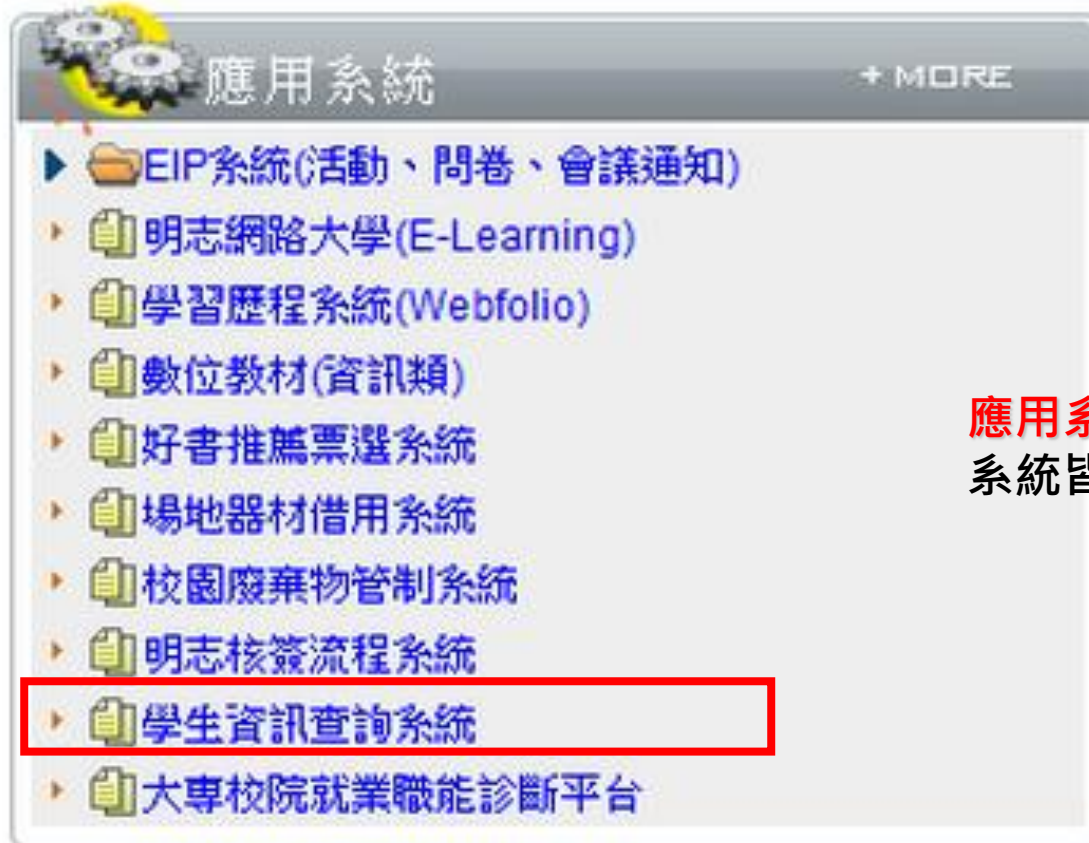 應用系統
+ MORE
EIP系統(活動、問卷、會議通知)
明志網路大學(E-Learning)
學習歷程系統(Webfolio)
數位教材(資訊類)
好書推薦票選系統
應用系
系統皆
場地器材借用系統
校園廢棄物管制系統
明志核簽流程系統
學生資訊查詢系統
大專校院就業職能診斷平台